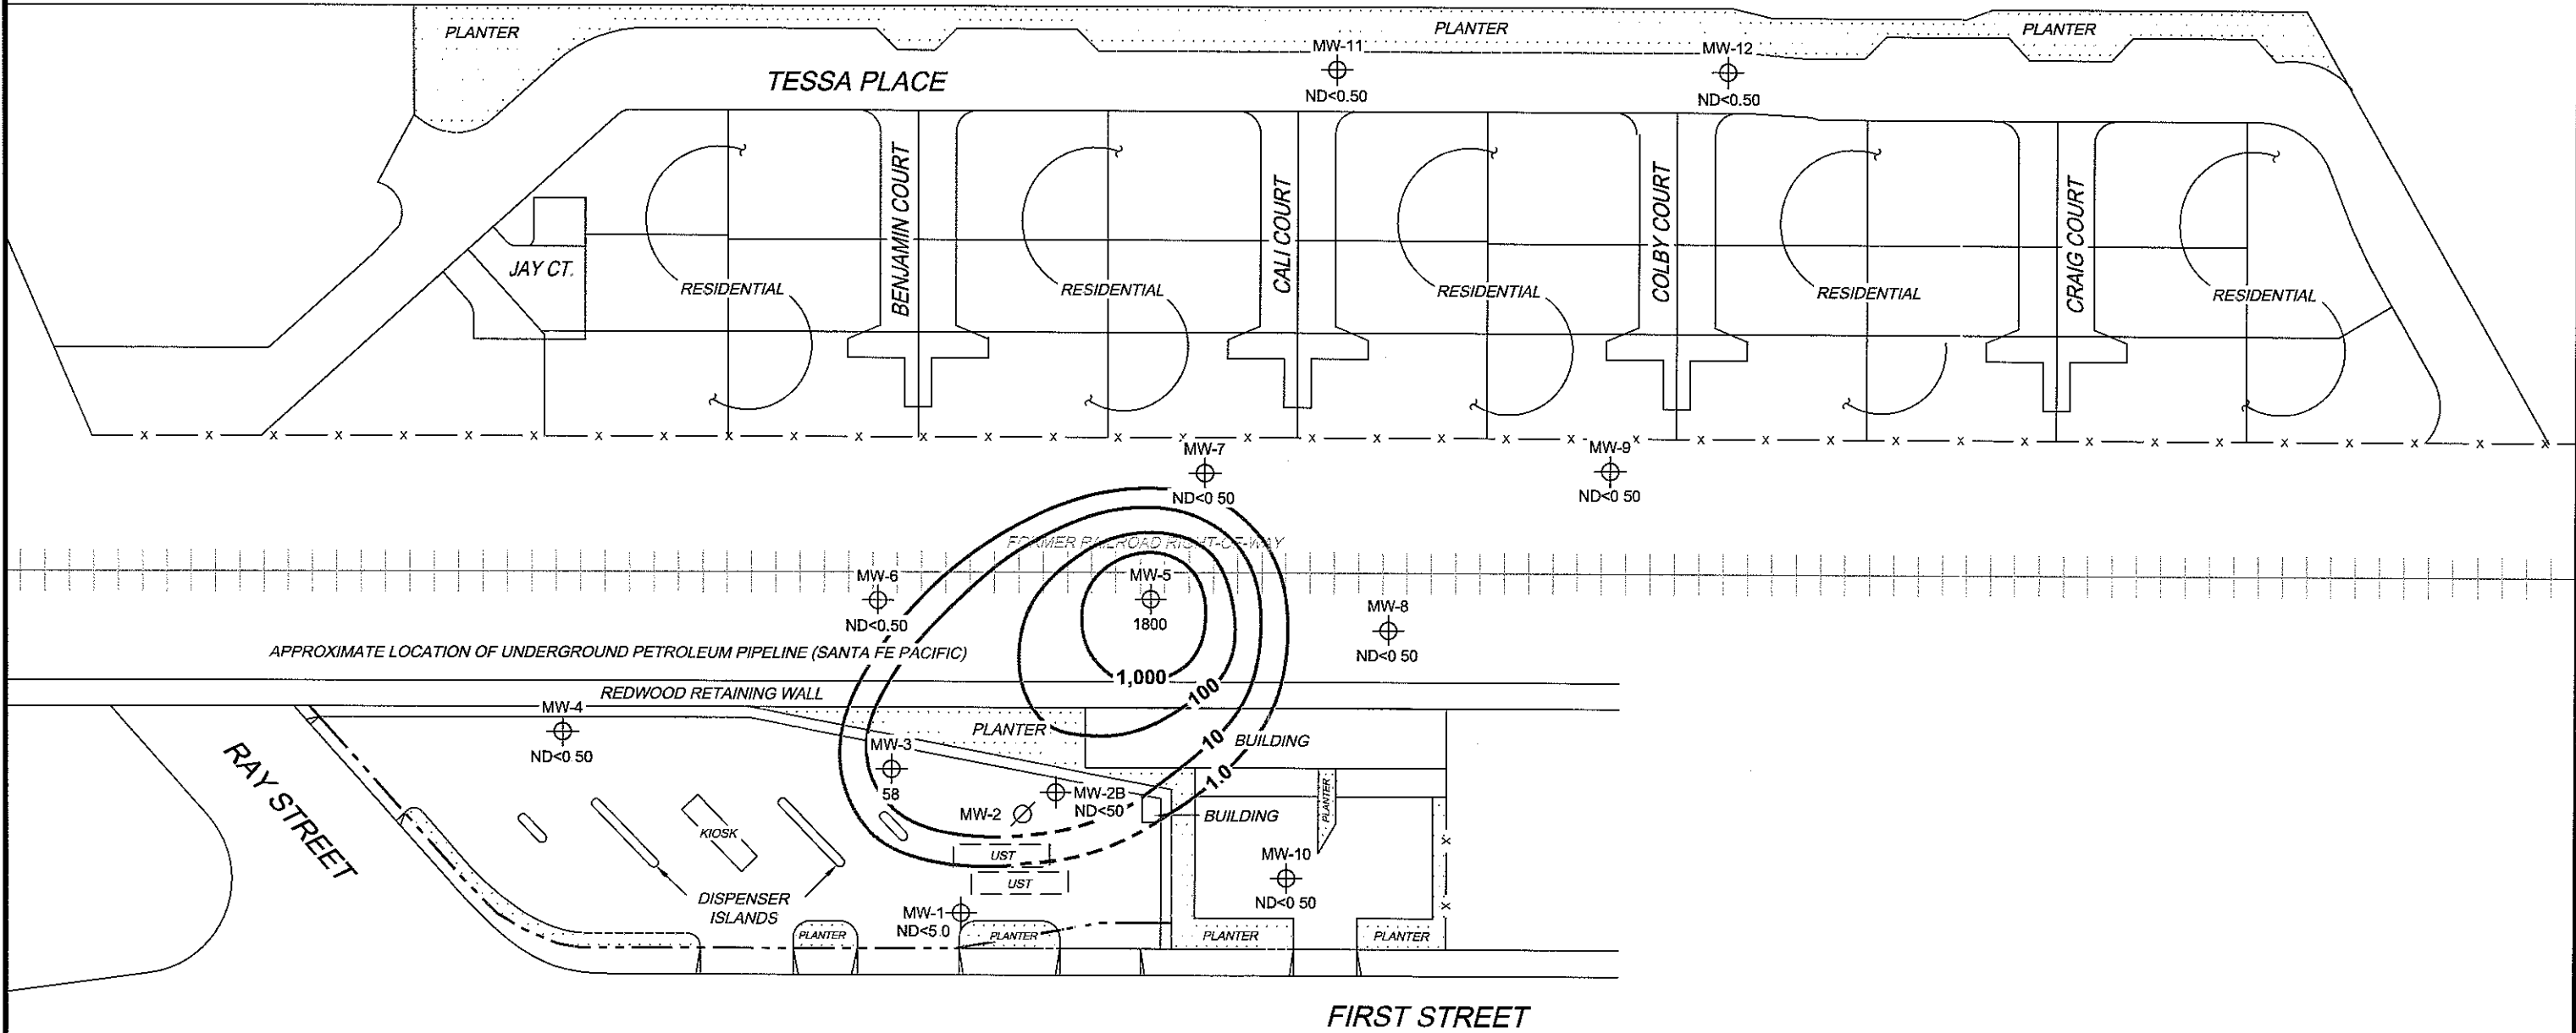 PLANTER
PLANTER
PLANTER
MW-11
MW-12
TESSA PLACE
ND<0.50
ND<0.50
BENJAMIN COURT
CALI COURT
COLBY COURT
CRAIG COURT
JAY CT.
RESIDENTIAL
RESIDENTIAL
RESIDENTIAL
RESIDENTIAL
RESIDENTIAL
MW-7
MW-9
ND<0 50
ND<0 50
FORMER RAILROAD RIGHT-OF-WAY
MW-6
MW-5
MW-8
ND<0.50
1800
ND<0 50
APPROXIMATE LOCATION OF UNDERGROUND PETROLEUM PIPELINE (SANTA FE PACIFIC)
1,000
100
REDWOOD RETAINING WALL
MW-4
PLANTER
10
BUILDING
ND<0 50
MW-3
1.0
58
MW-2B
ND<50
MW-2
BUILDING
PLANTER
RAY STREET
KIOSK
UST
UST
MW-10
ND<0 50
DISPENSER
ISLANDS
MW-1
ND<5.0
PLANTER
PLANTER
PLANTER
PLANTER
FIRST STREET